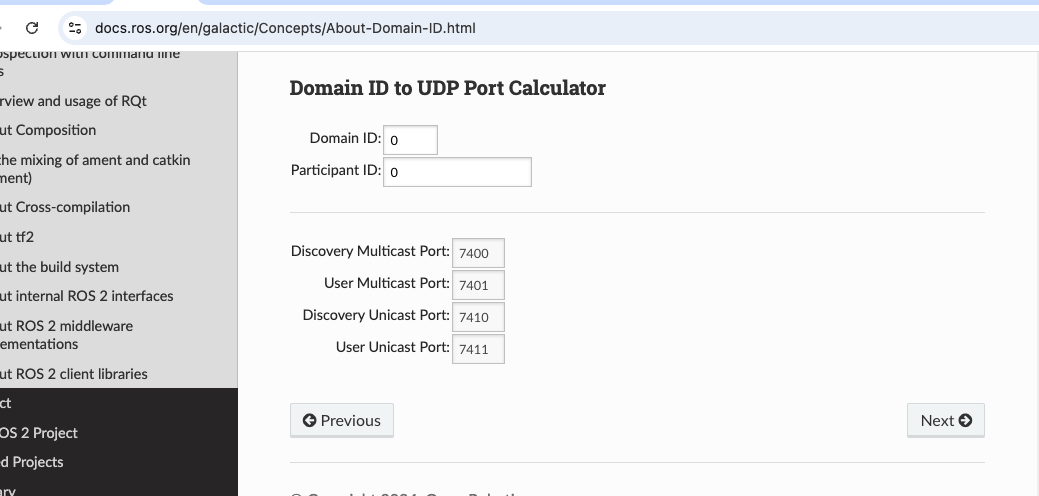 docs.ros.org/en/galactic/Concepts/About-Domain-ID.html
ospection with command line
s
rview and usage of RQt
ut Composition
the mixing of ament and catkin
ment)
ut Cross-compilation
ut tf2
ut the build system
ut internal ROS 2 interfaces
ut ROS 2 middleware
ementations
ut ROS 2 client libraries
ct
OS 2 Project
d Projects
ary
Domain ID to UDP Port Calculator
Domain ID: 0
Participant ID: 0
Discovery Multicast Port: 7400
User Multicast Port: 7401
Discovery Unicast Port: 7410
User Unicast Port: 7411
Previous
Next